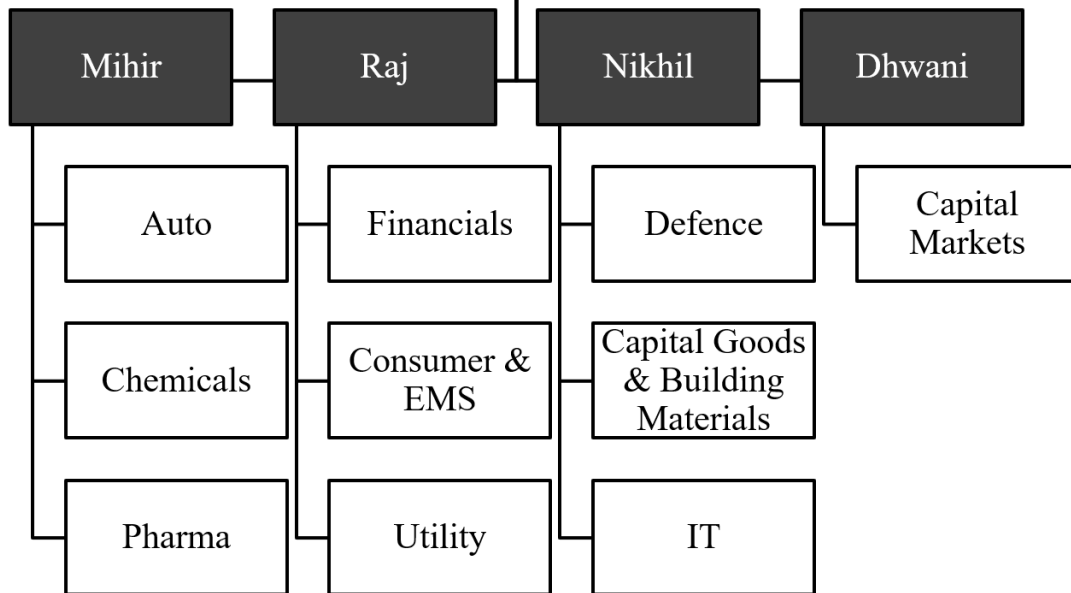 Mihir
Raj
Nikhil
Dhwani
Auto
Financials
Defence
Capital
Markets
Chemicals
Consumer &
EMS
Capital Goods
& Building
Materials
Pharma
Utility
IT